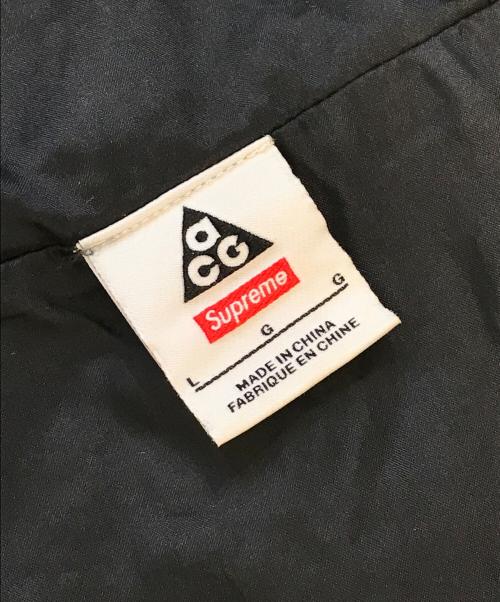 aCG
Supreme
L G G
MADE IN CHINA
FABRIQUE EN CHINE